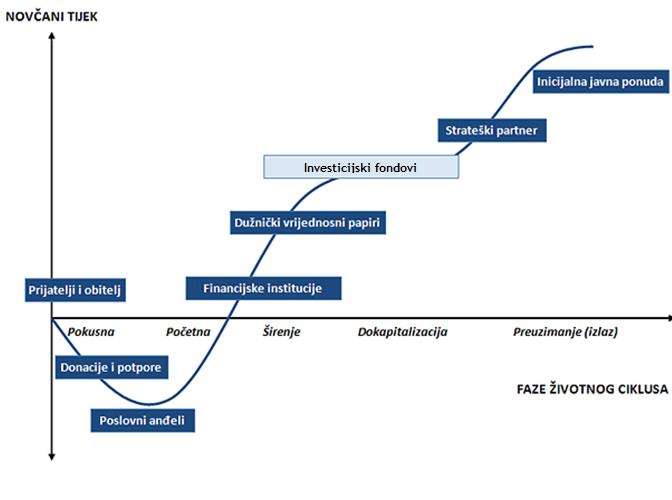 NOVČANI TIJEK
Inicijalna javna ponuda
Strateški partner
Investicijski fondovi
Dužnički vrijednosni papiri
Financijske institucije
Prijatelji i obitelj
Pokusna Početna Širenje Dokapitalizacija Preuzimanje (izlaz)
Donacije i potpore
FAZE ŽIVOTNOG CIKLUSA
Poslovni anđeli